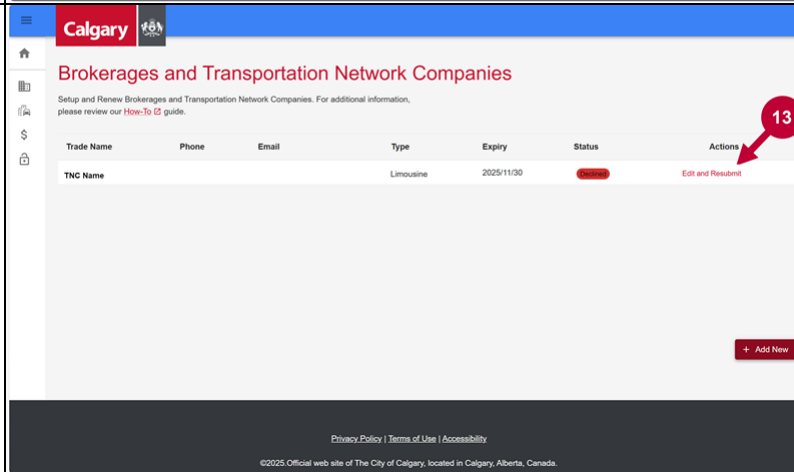 Calgary
Brokerages and Transportation Network Companies
Setup and Renew Brokerages and Transportation Network Companies. For additional information,
please review our How-To guide.
13
Trade Name Phone Email Type Expiry Status Actions
TNC Name Limousine 2025/11/30 Declined Edit and Resubmit
+ Add New
Privacy Policy | Terms of Use | Accessibility
©2025.Official web site of The City of Calgary, located in Calgary, Alberta, Canada.